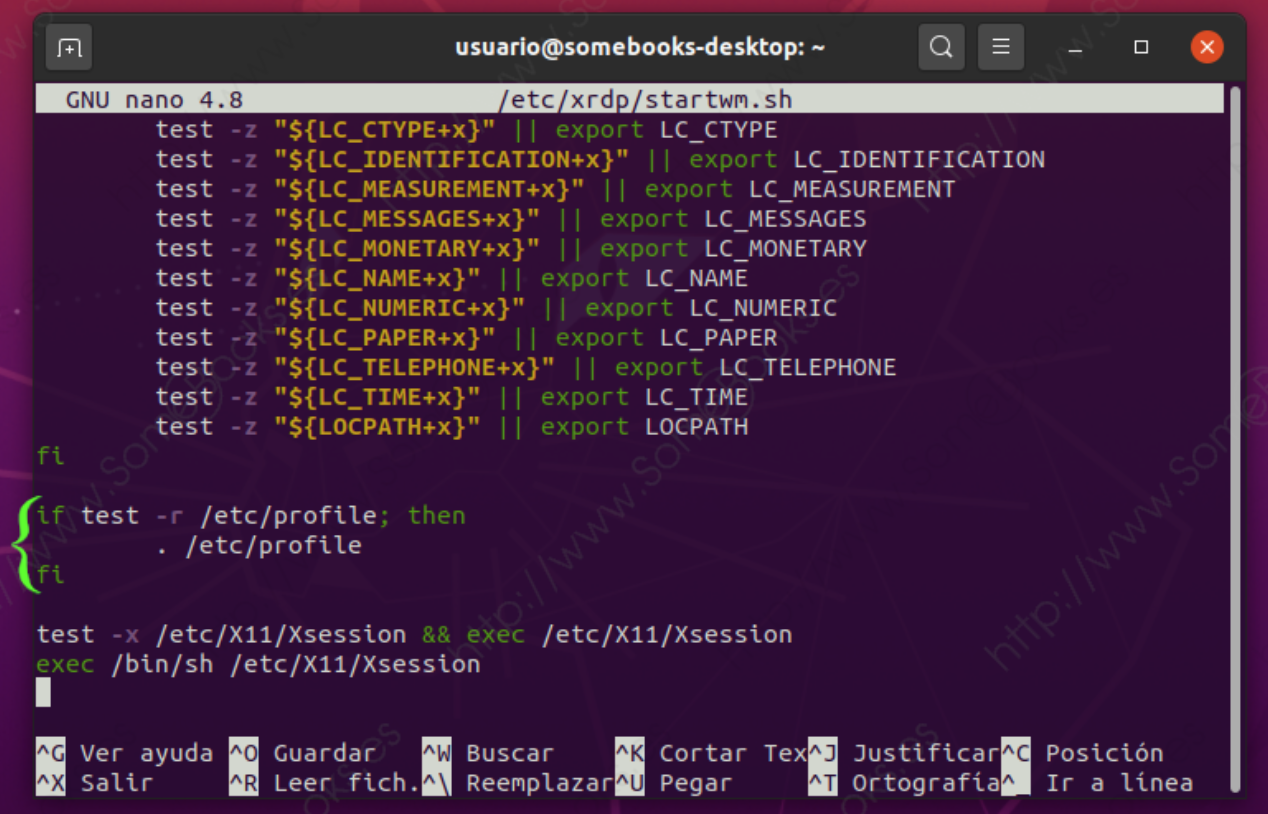 usuario@somebooks-desktop: ~
GNU nano 4.8 /etc/xrdp/startwm.sh
test -z "${LC_CTYPE+x}" || export LC_CTYPE
test -z "${LC_IDENTIFICATION+x}" || export LC_IDENTIFICATION
test -z "${LC_MEASUREMENT+x}" || export LC_MEASUREMENT
test -z "${LC_MESSAGES+x}" || export LC_MESSAGES
test -z "${LC_MONETARY+x}" || export LC_MONETARY
test -z "${LC_NAME+x}" || export LC_NAME
test -z "${LC_NUMERIC+x}" || export LC_NUMERIC
test -z "${LC_PAPER+x}" || export LC_PAPER
test -z "${LC_TELEPHONE+x}" || export LC_TELEPHONE
test -z "${LC_TIME+x}" || export LC_TIME
test -z "${LOCPATH+x}" || export LOCPATH
fi
if test -r /etc/profile; then
. /etc/profile
fi
test -x /etc/X11/Xsession && exec /etc/X11/Xsession
exec /bin/sh /etc/X11/Xsession
^G Ver ayuda ^O Guardar ^W Buscar ^K Cortar Tex^J Justificar^C Posición
^X Salir ^R Leer fich.^\ Reemplazar^U Pegar ^T Ortografía^_ Ir a línea